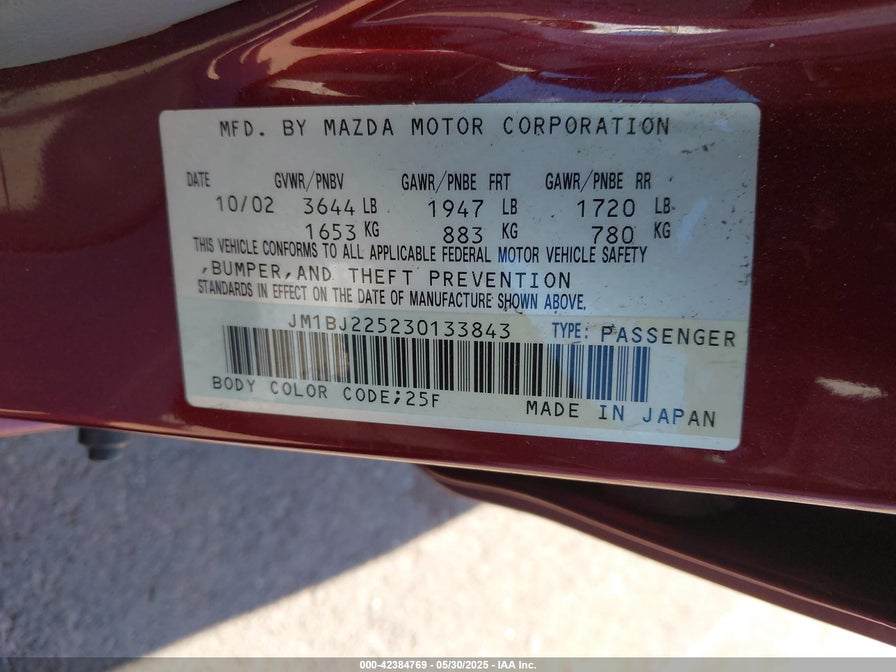 MFD. BY MAZDA MOTOR CORPORATION
DATE GVWR/PNBV GAWR/PNBE FRT GAWR/PNBE RR
10/02 3644 LB 1947 LB 1720 LB
1653 KG 883 KG 780 KG
THIS VEHICLE CONFORMS TO ALL APPLICABLE FEDERAL MOTOR VEHICLE SAFETY
,BUMPER,AND THEFT PREVENTION
STANDARDS IN EFFECT ON THE DATE OF MANUFACTURE SHOWN ABOVE.
JM1BJ225230133843 TYPE: PASSENGER
BODY COLOR CODE;25F MADE IN JAPAN
000-42384769 — 05/30/2025 — IAA Inc.